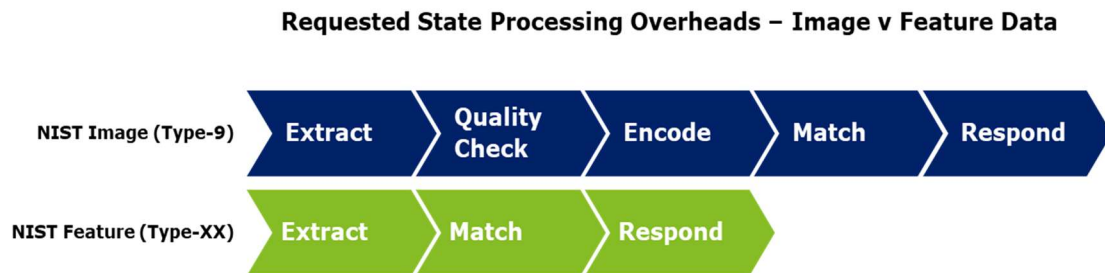 Requested State Processing Overheads – Image v Feature Data
NIST Image (Type-9)
Extract
Quality
Check
Encode
Match
Respond
NIST Feature (Type-XX)
Extract
Match
Respond